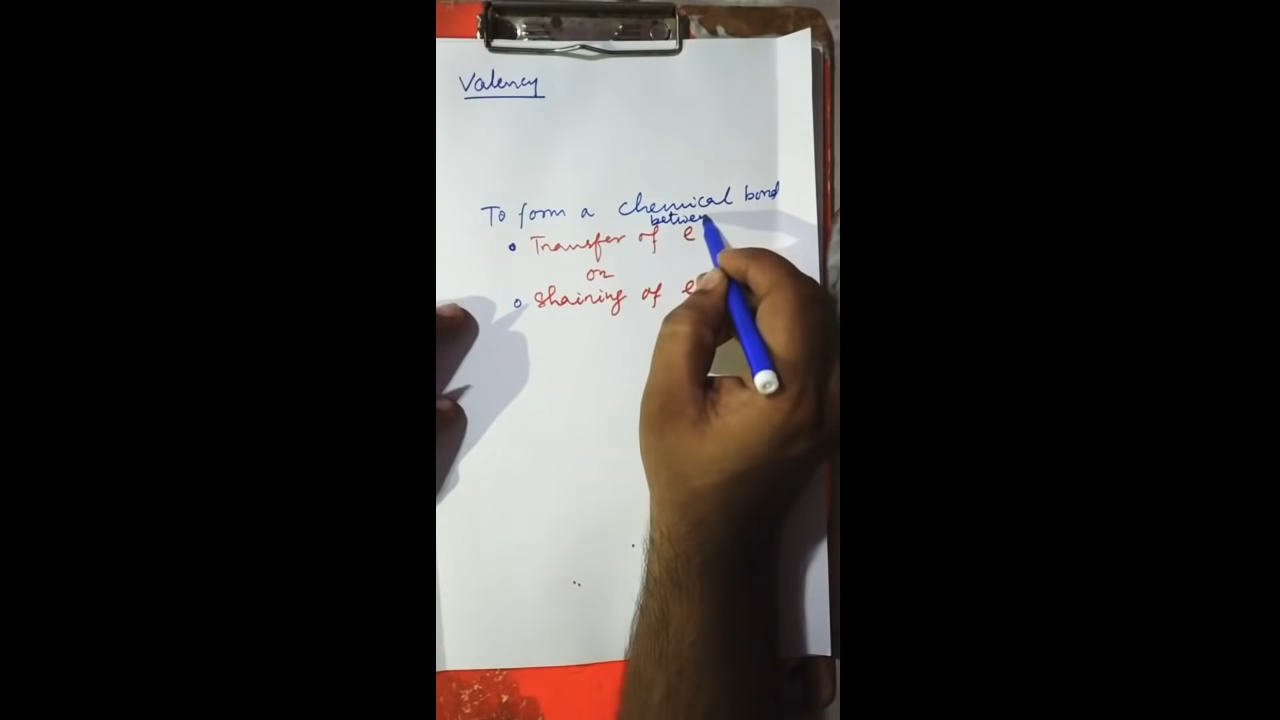 Valency
To form a chemical bond
between
• Transfer of e
or
• Sharing of e